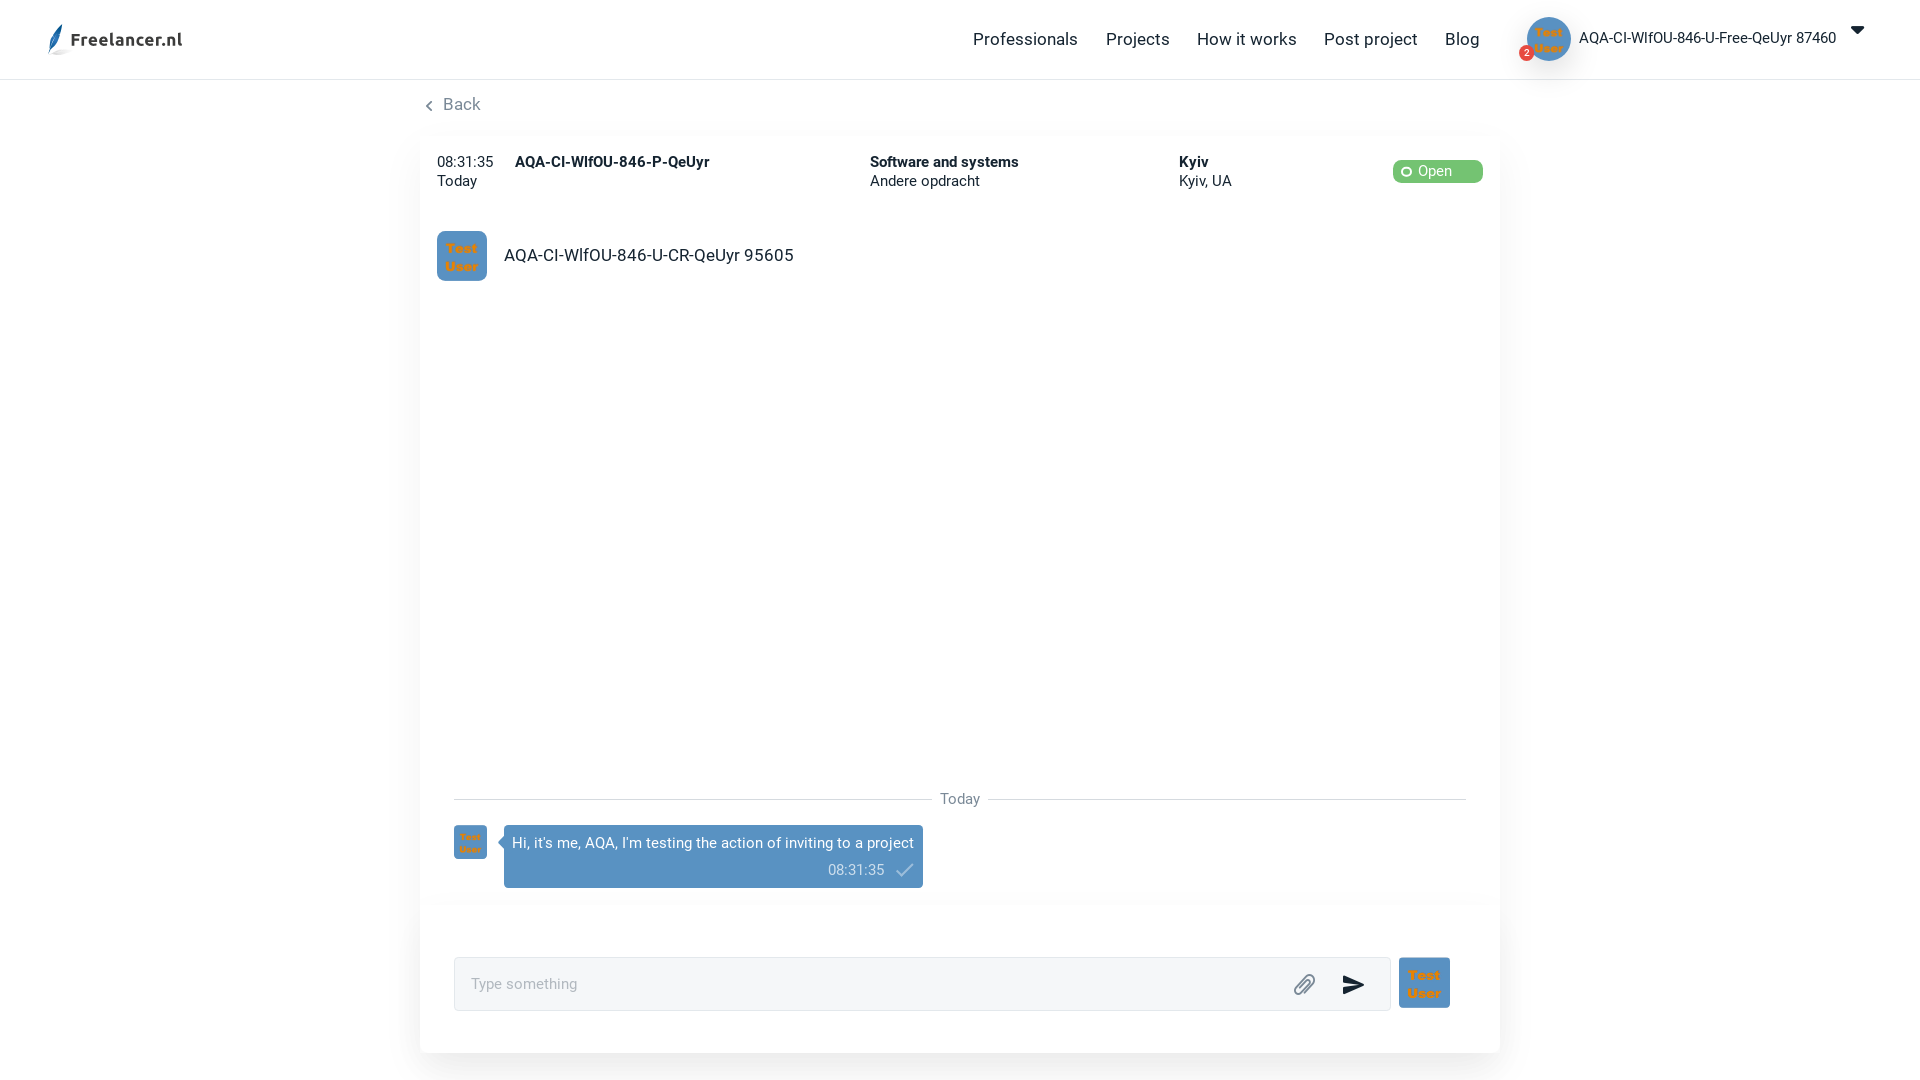 Freelancer.nl
Professionals
Projects
How it works
Post project
Blog
Test
User
2
AQA-CI-WlfOU-846-U-Free-QeUyr 87460
Back
08:31:35
Today
AQA-CI-WlfOU-846-P-QeUyr
Software and systems
Andere opdracht
Kyiv
Kyiv, UA
Open
Test
User
AQA-CI-WlfOU-846-U-CR-QeUyr 95605
Today
Test
User
Hi, it's me, AQA, I'm testing the action of inviting to a project
08:31:35
Type something
Test
User